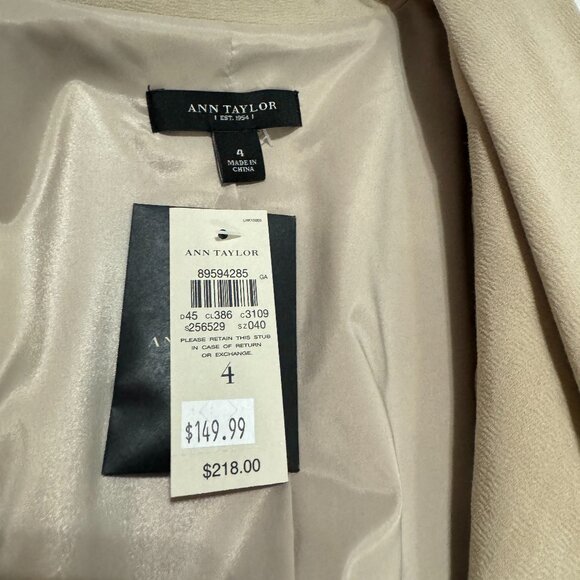 ANN TAYLOR
| EST. 1954 |
4
MADE IN
CHINA
ANN TAYLOR
89594285
GA
D45 CL386 C3109
S256529 SZ040
PLEASE RETAIN THIS STUB
IN CASE OF RETURN
OR EXCHANGE.
4
$149.99
$218.00
AN